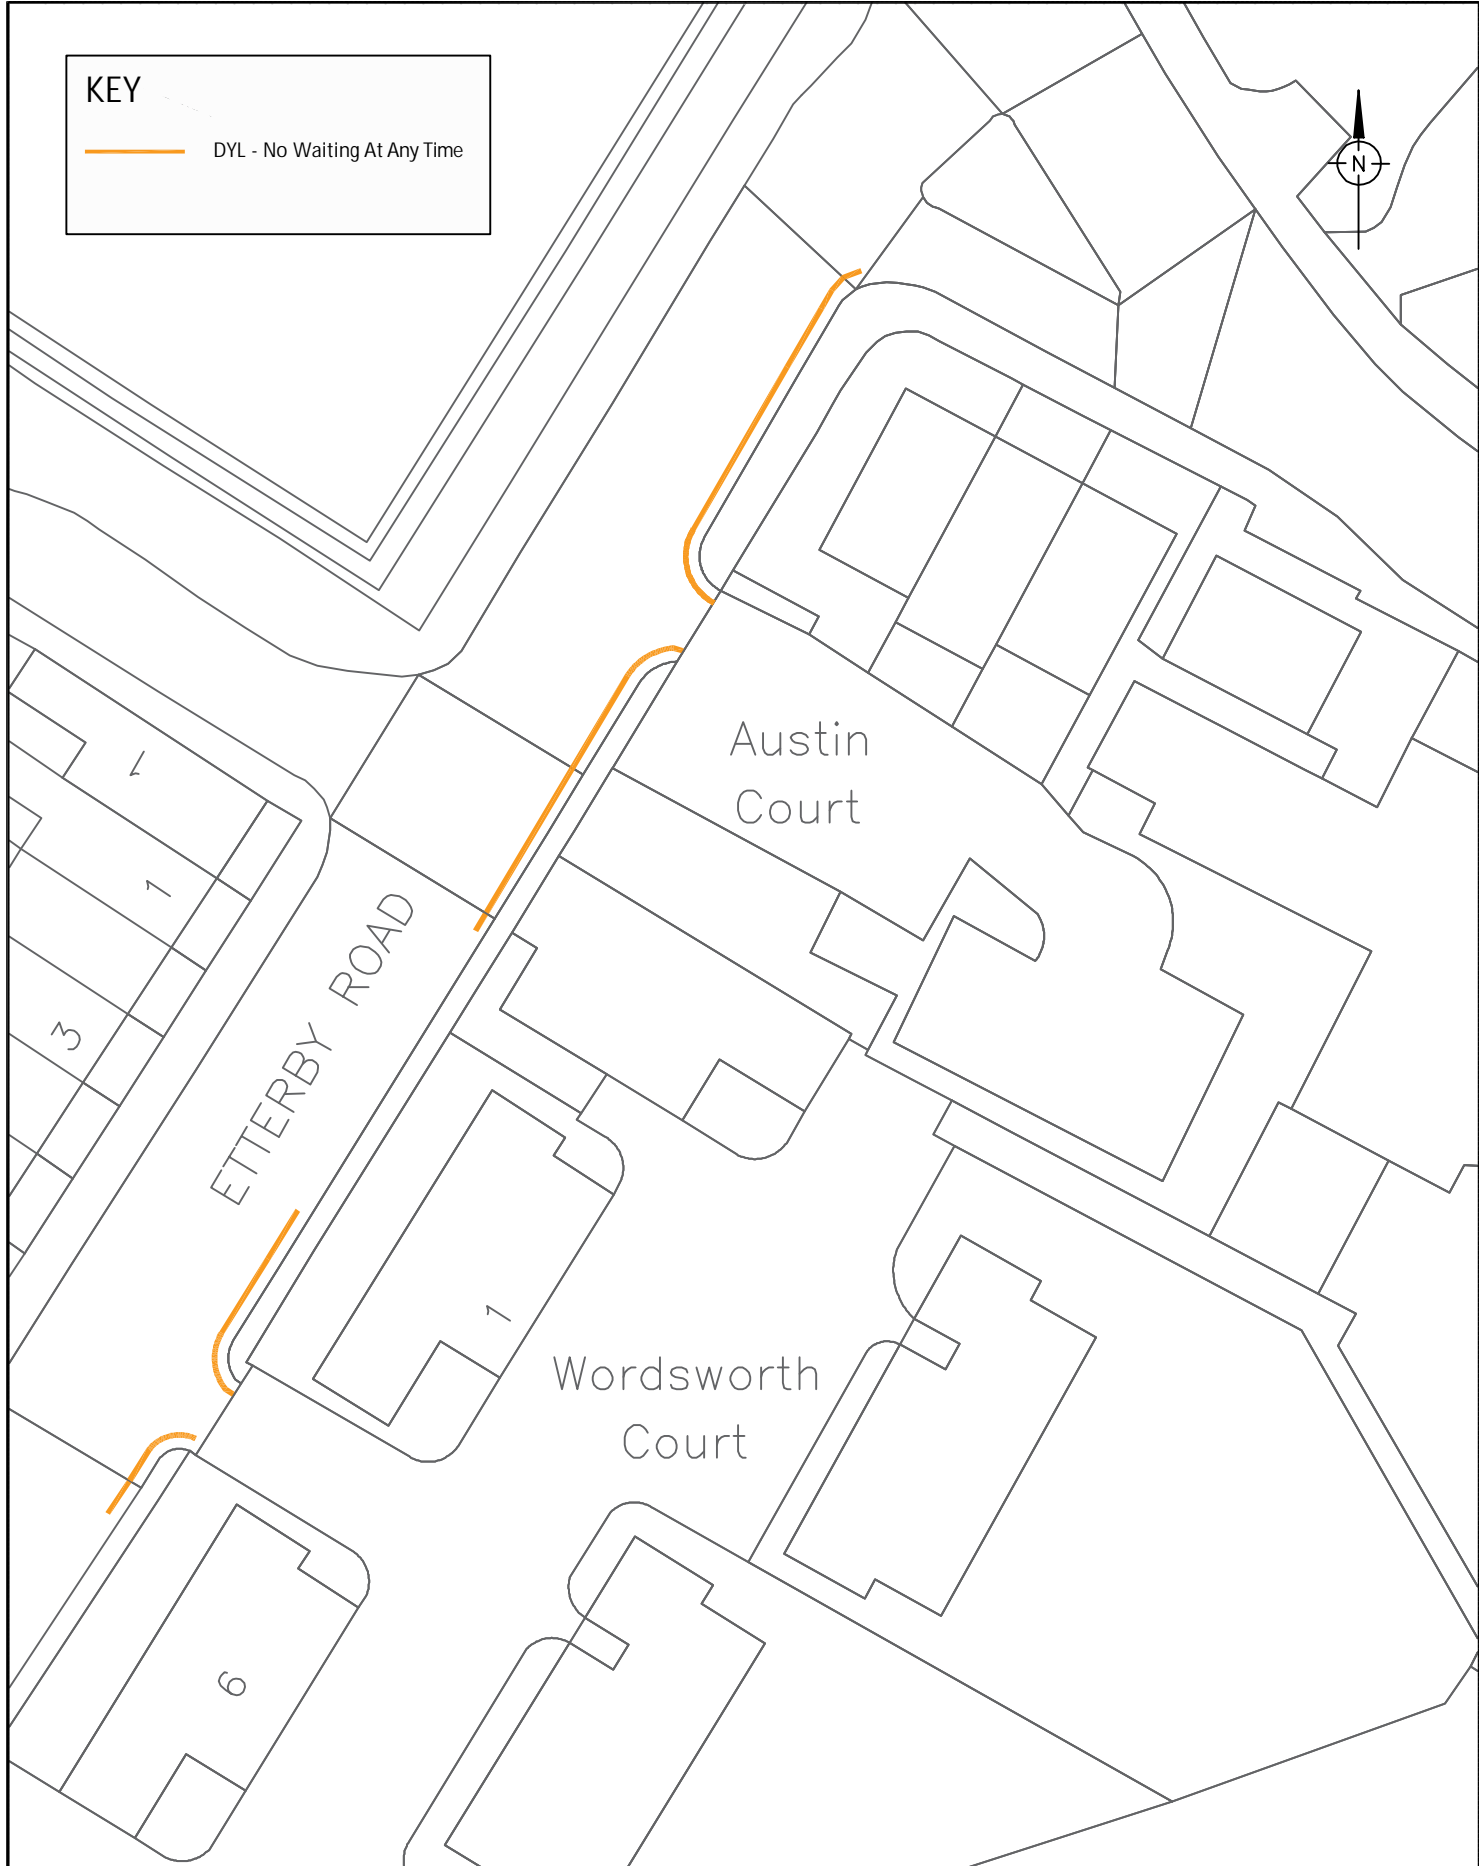 KEY
DYL - No Waiting At Any Time
N
Austin
Court
1
1
3
ETTERBY ROAD
1
Wordsworth
Court
6